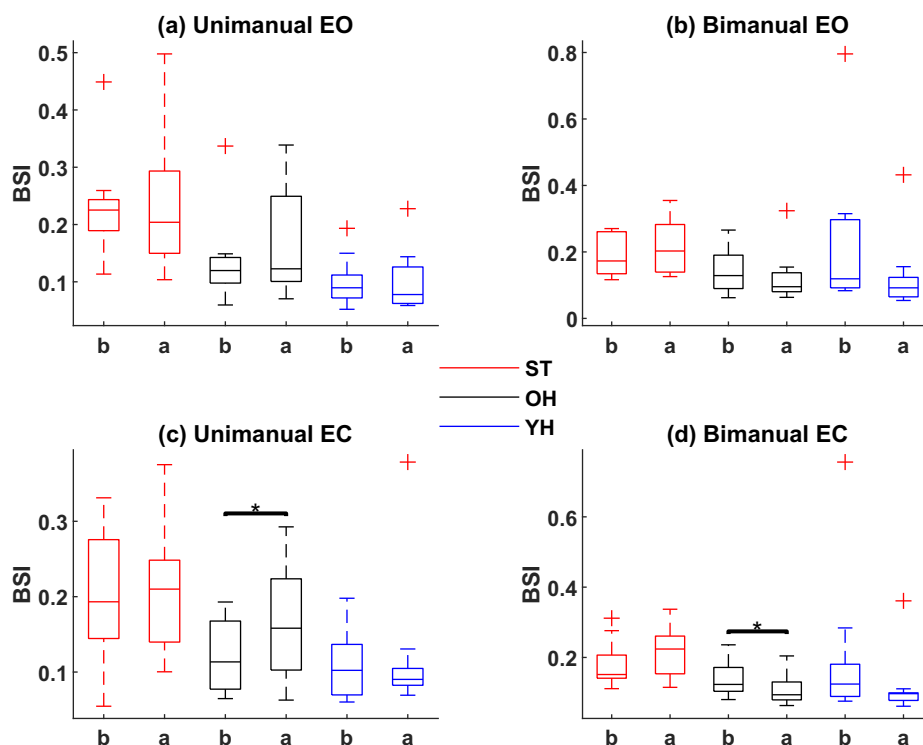 (a) Unimanual EO
BSI
0.5
0.4
0.3
0.2
0.1
b a b a b a
(b) Bimanual EO
BSI
0.8
0.6
0.4
0.2
0
b a b a b a
ST
OH
YH
(c) Unimanual EC
BSI
0.3
0.2
0.1
*
b a b a b a
(d) Bimanual EC
BSI
0.6
0.4
0.2
*
b a b a b a